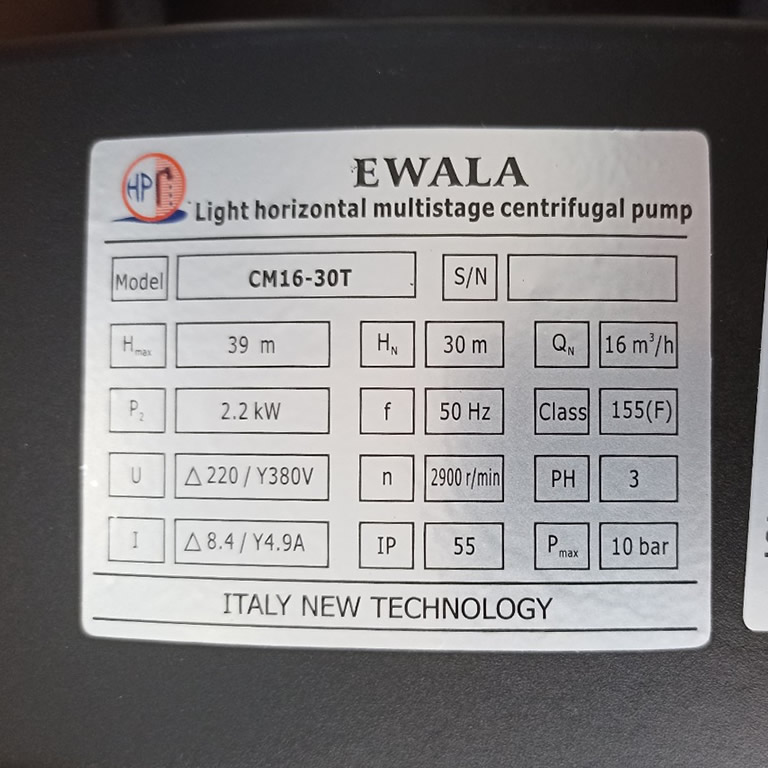 HP
EWALA
Light horizontal multistage centrifugal pump
Model CM16-30T S/N
Hmax 39 m HN 30 m QN 16 m³/h
P2 2.2 kW f 50 Hz Class 155(F)
U △220 / Y380V n 2900 r/min PH 3
I △8.4 / Y4.9A IP 55 Pmax 10 bar
ITALY NEW TECHNOLOGY